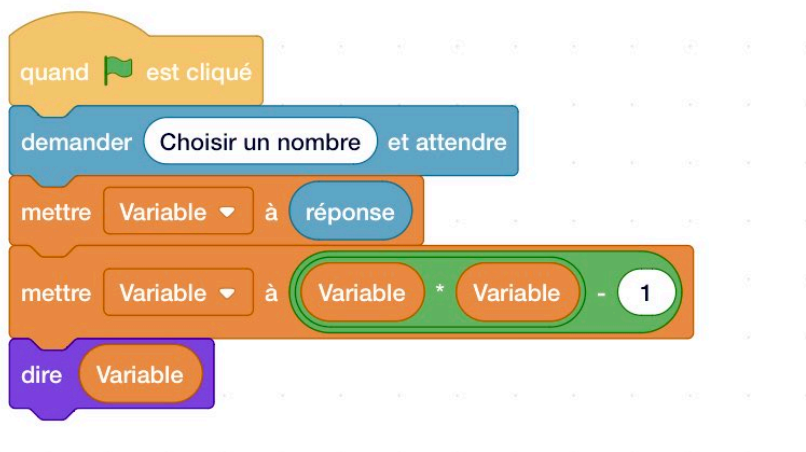 quand est cliqué
demander Choisir un nombre et attendre
mettre Variable à réponse
mettre Variable à Variable * Variable - 1
dire Variable